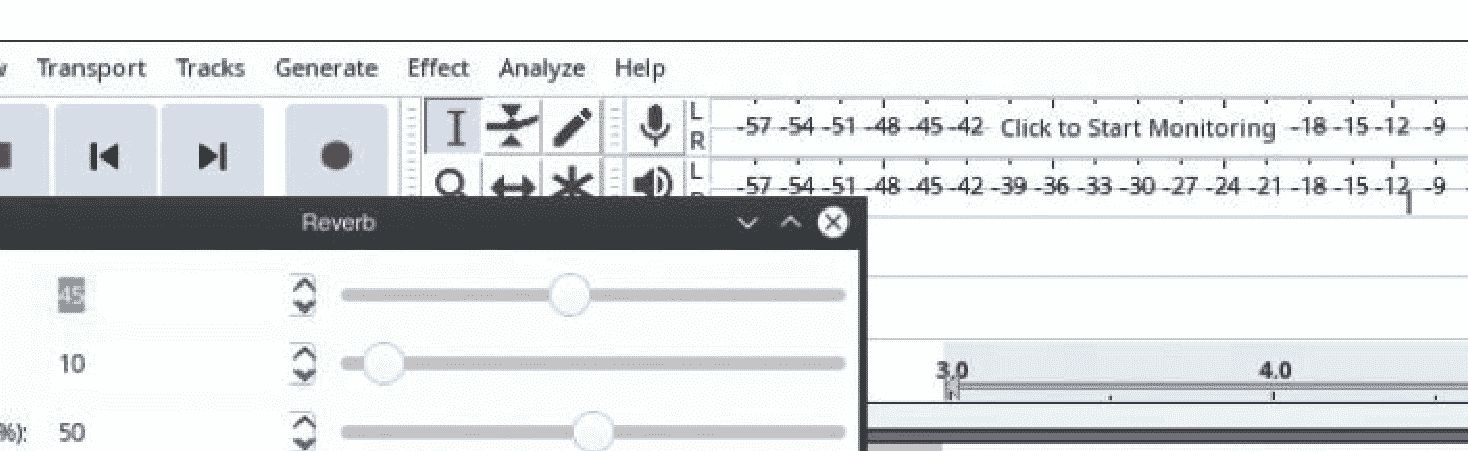 Transport Tracks Generate Effect Analyze Help
L
-57 -54 -51 -48 -45 -42 Click to Start Monitoring -18 -15 -12 -9
R
L
-57 -54 -51 -48 -45 -42 -39 -36 -33 -30 -27 -24 -21 -18 -15 -12 -9
Reverb
45
10
3.0 4.0
%): 50